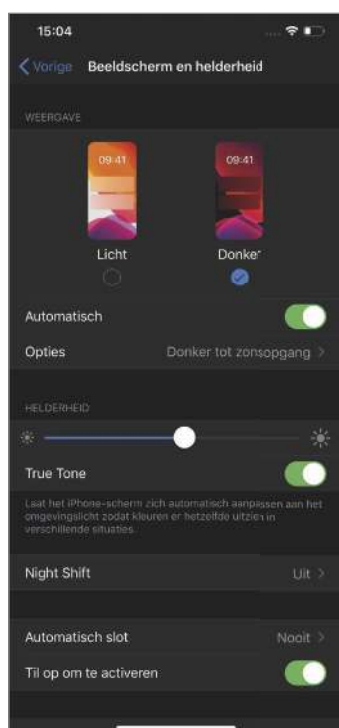 15:04
Vorige Beeldscherm en helderheid
WEERGAVE
09:41 09:41
Licht Donker
Automatisch
Opties Donker tot zonsopgang
HELDERHEID
True Tone
Laat het iPhone-scherm zich automatisch aanpassen aan het
omgevingslicht zodat kleuren er hetzelfde uitzien in
verschillende situaties.
Night Shift Uit
Automatisch slot Nooit
Til op om te activeren